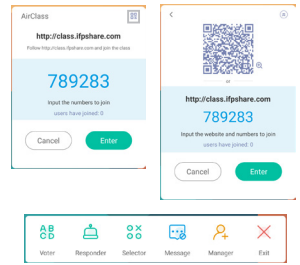 AirClass
http://class.ifpshare.com
Follow http://class.ifpshare.com and join the class
789283
Input the numbers to join
users have joined: 0
Cancel
Enter
or
http://class.ifpshare.com
789283
Input the website and numbers to join
users have joined: 0
Cancel
Enter
AB
CD
Voter
Responder
Selector
Message
Manager
Exit